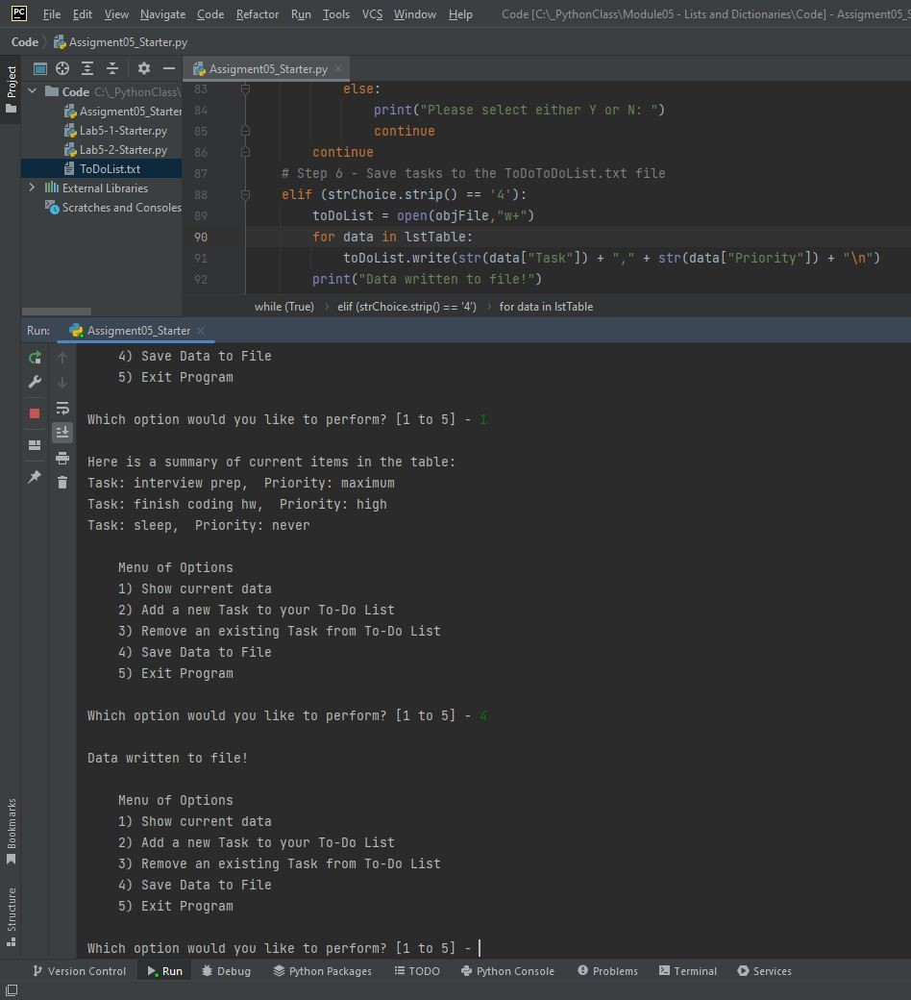 PC File Edit View Navigate Code Refactor Run Tools VCS Window Help Code [C:\_PythonClass\Module05 - Lists and Dictionaries\Code] - Assigment05_S
Code Assigment05_Starter.py
Project
Code C:\_PythonClass\
Assigment05_Starter
Lab5-1-Starter.py
Lab5-2-Starter.py
ToDoList.txt
External Libraries
Scratches and Consoles
Assigment05_Starter.py
83 else:
84 print("Please select either Y or N: ")
85 continue
86 continue
87 # Step 6 - Save tasks to the ToDoToDoList.txt file
88 elif (strChoice.strip() == '4'):
89 toDoList = open(objFile,"w+")
90 for data in lstTable:
91 toDoList.write(str(data["Task"]) + "," + str(data["Priority"]) + "\n")
92 print("Data written to file!")
while (True) elif (strChoice.strip() == '4') for data in lstTable
Run: Assigment05_Starter
4) Save Data to File
5) Exit Program
Which option would you like to perform? [1 to 5] - 1
Here is a summary of current items in the table:
Task: interview prep,  Priority: maximum
Task: finish coding hw,  Priority: high
Task: sleep,  Priority: never
Menu of Options
1) Show current data
2) Add a new Task to your To-Do List
3) Remove an existing Task from To-Do List
4) Save Data to File
5) Exit Program
Which option would you like to perform? [1 to 5] - 4
Data written to file!
Menu of Options
1) Show current data
2) Add a new Task to your To-Do List
3) Remove an existing Task from To-Do List
4) Save Data to File
5) Exit Program
Which option would you like to perform? [1 to 5] -
Bookmarks
Structure
Version Control Run Debug Python Packages TODO Python Console Problems Terminal Services